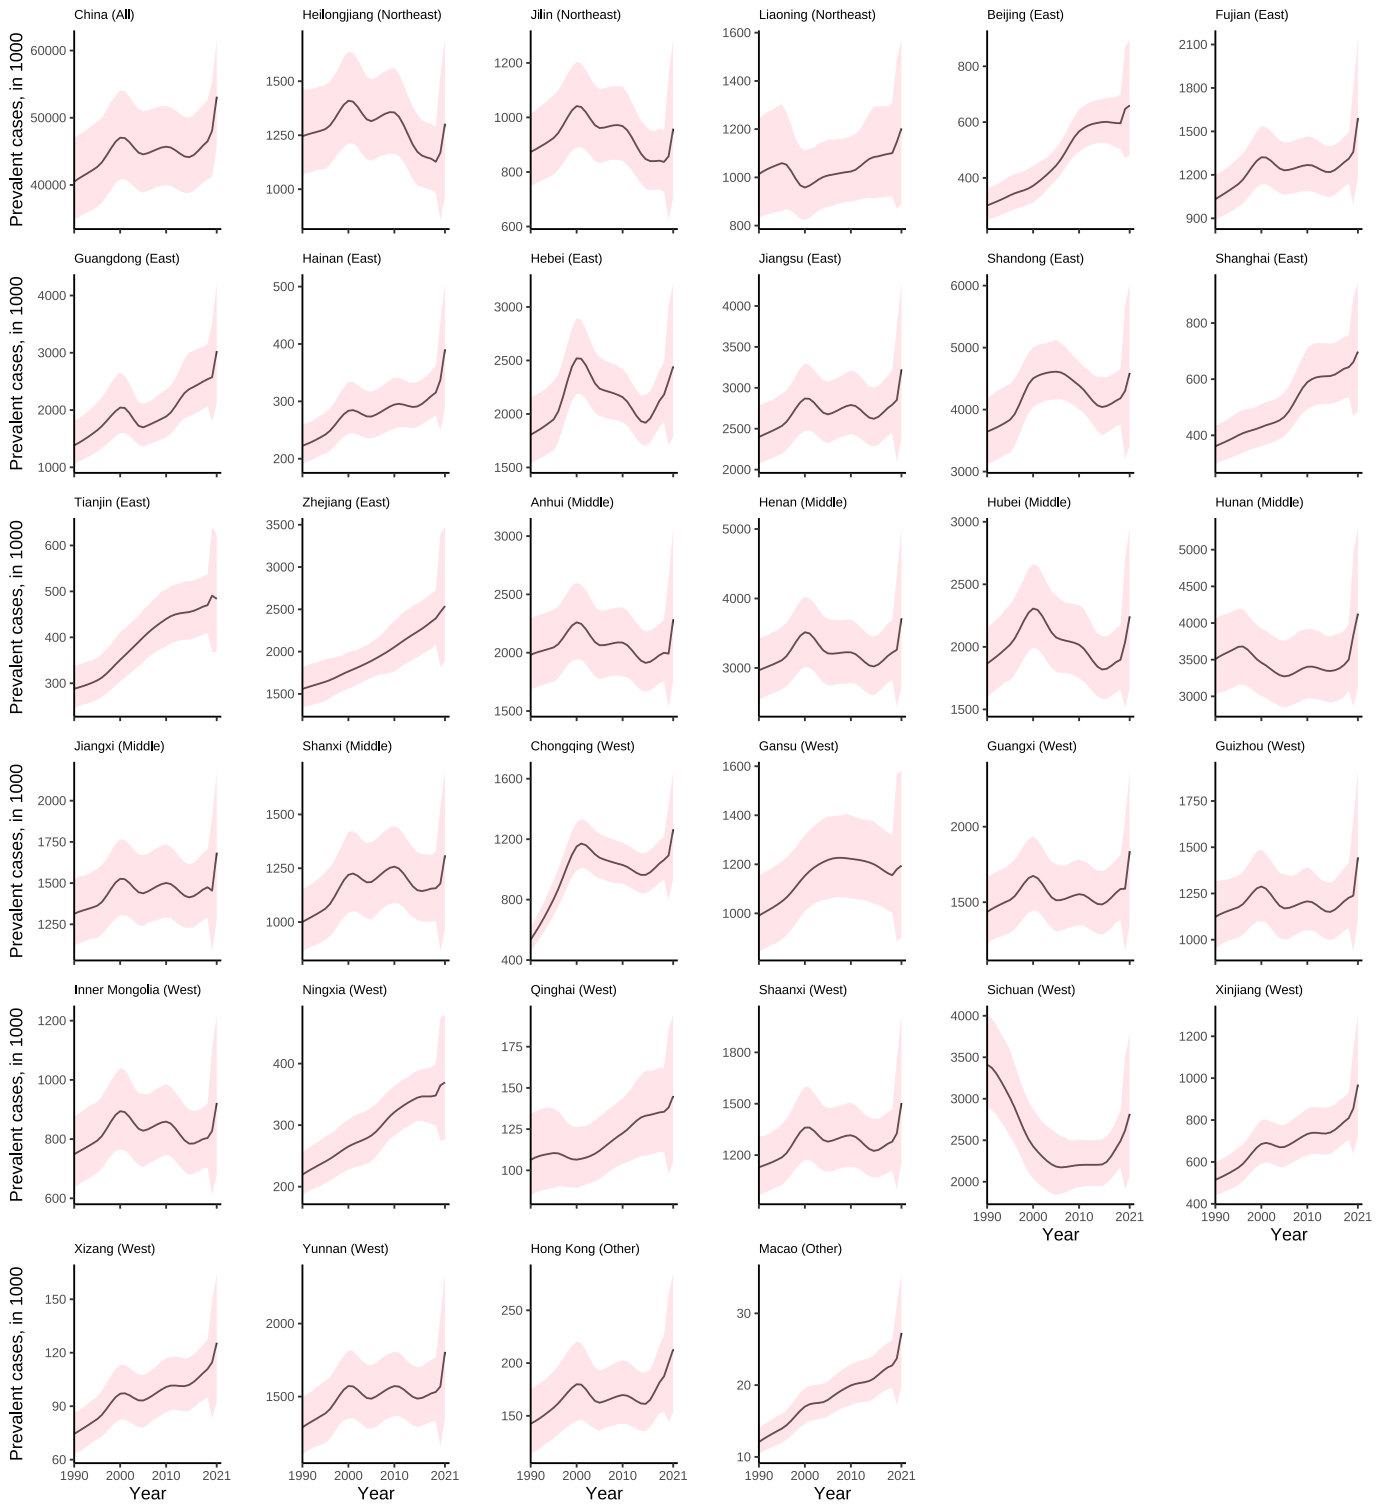 China (All)
Heilongjiang (Northeast)
Jilin (Northeast)
Liaoning (Northeast)
Beijing (East)
Fujian (East)
Prevalent cases, in 1000
60000
50000
40000
1500
1250
1000
1200
1000
800
600
1600
1400
1200
1000
800
800
600
400
2100
1800
1500
1200
900
Guangdong (East)
Hainan (East)
Hebei (East)
Jiangsu (East)
Shandong (East)
Shanghai (East)
Prevalent cases, in 1000
4000
3000
2000
1000
500
400
300
200
3000
2500
2000
1500
4000
3500
3000
2500
2000
6000
5000
4000
3000
800
600
400
Tianjin (East)
Zhejiang (East)
Anhui (Middle)
Henan (Middle)
Hubei (Middle)
Hunan (Middle)
Prevalent cases, in 1000
600
500
400
300
3500
3000
2500
2000
1500
3000
2500
2000
1500
5000
4000
3000
3000
2500
2000
1500
5000
4500
4000
3500
3000
Jiangxi (Middle)
Shanxi (Middle)
Chongqing (West)
Gansu (West)
Guangxi (West)
Guizhou (West)
Prevalent cases, in 1000
2000
1750
1500
1250
1500
1250
1000
1600
1200
800
400
1600
1400
1200
1000
2000
1500
1750
1500
1250
1000
Inner Mongolia (West)
Ningxia (West)
Qinghai (West)
Shaanxi (West)
Sichuan (West)
Xinjiang (West)
Prevalent cases, in 1000
1200
1000
800
600
400
300
200
175
150
125
100
1800
1500
1200
4000
3500
3000
2500
2000
1200
1000
800
600
400
1990 2000 2010 2021
Year
1990 2000 2010 2021
Year
Xizang (West)
Yunnan (West)
Hong Kong (Other)
Macao (Other)
Prevalent cases, in 1000
150
120
90
60
2000
1500
250
200
150
30
20
10
1990 2000 2010 2021
Year
1990 2000 2010 2021
Year
1990 2000 2010 2021
Year
1990 2000 2010 2021
Year